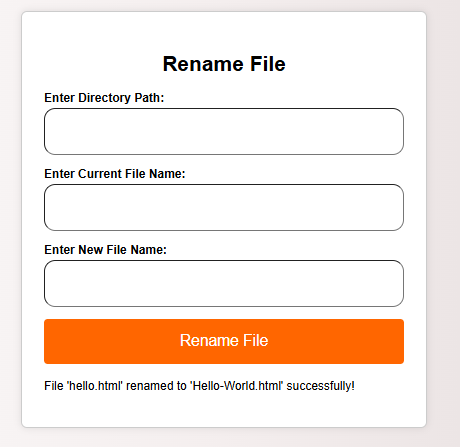 Rename File
Enter Directory Path:
Enter Current File Name:
Enter New File Name:
Rename File
File 'hello.html' renamed to 'Hello-World.html' successfully!